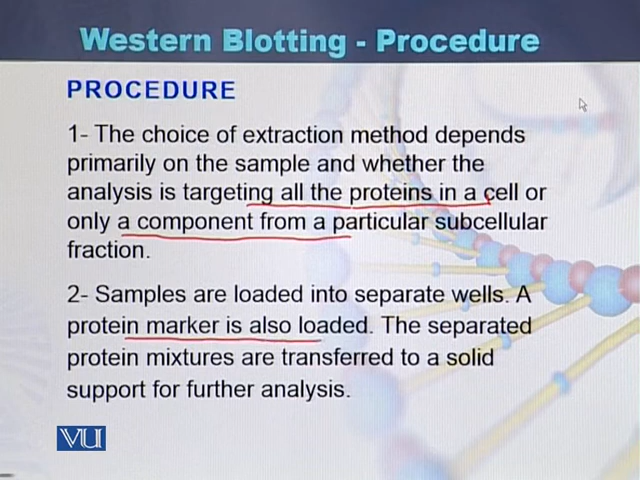 Western Blotting - Procedure
PROCEDURE
1- The choice of extraction method depends
primarily on the sample and whether the
analysis is targeting all the proteins in a cell or
only a component from a particular subcellular
fraction.
2- Samples are loaded into separate wells. A
protein marker is also loaded. The separated
protein mixtures are transferred to a solid
support for further analysis.
VU